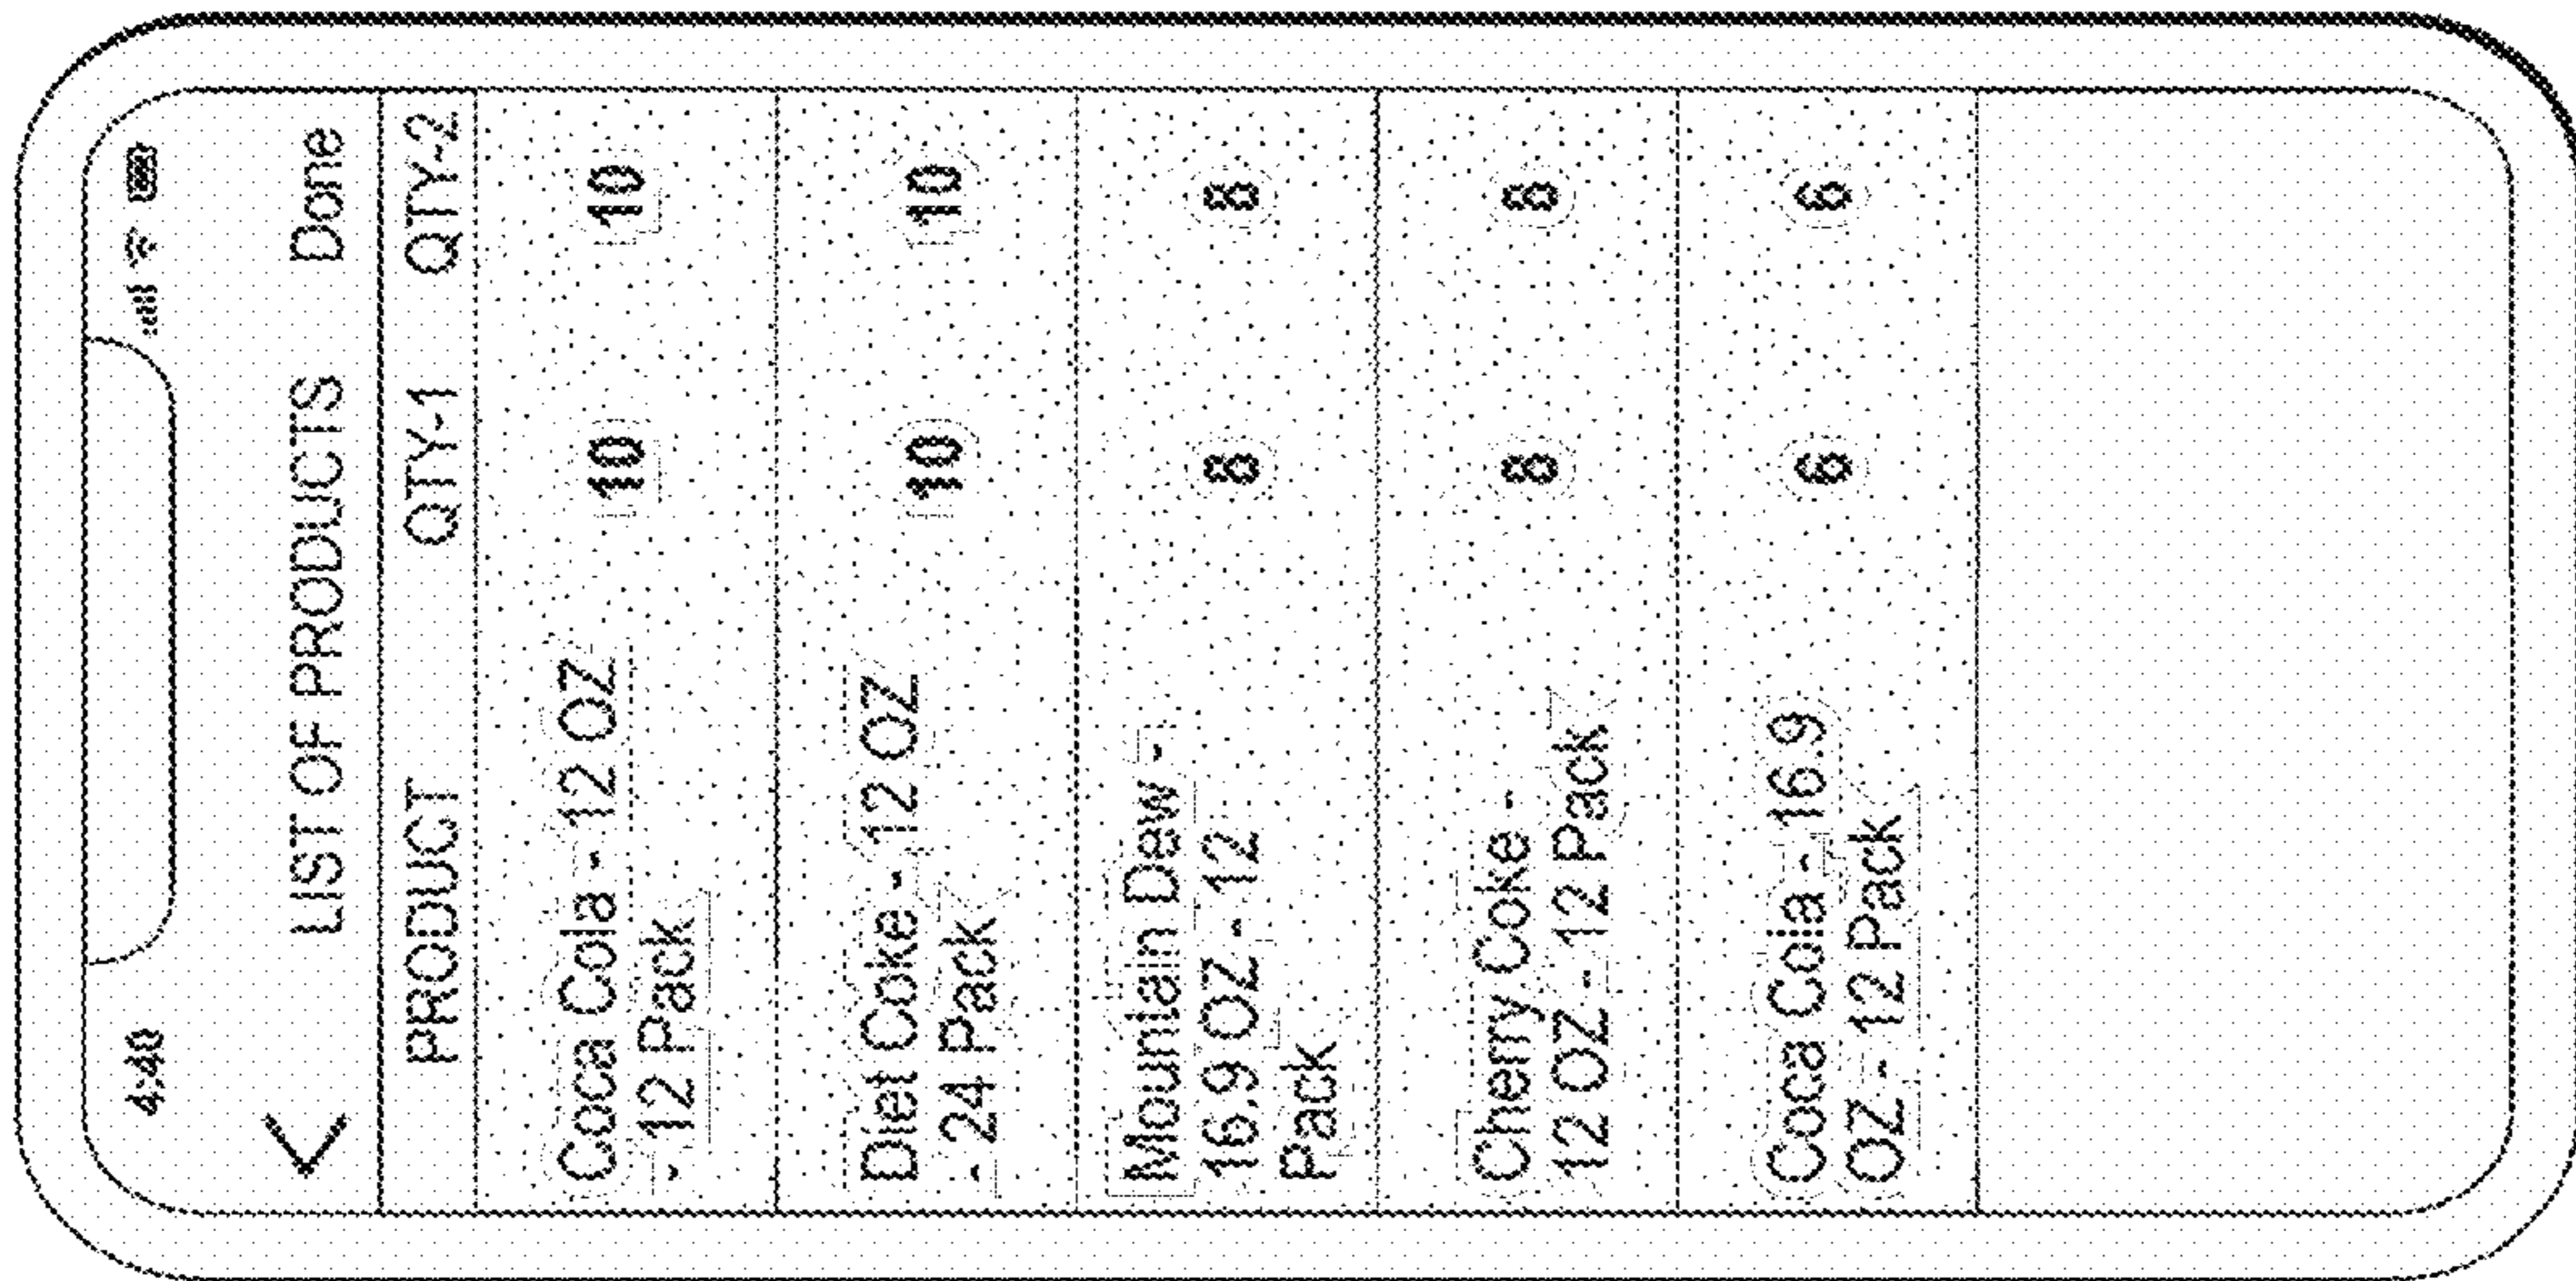 4:40
LIST OF PRODUCTS Done
PRODUCT QTY-1 QTY-2
Coca Cola - 12 OZ 10 10
- 12 Pack
Diet Coke - 12 OZ 10 10
- 24 Pack
Mountain Dew -
16.9 OZ - 12 8 8
Pack
Cherry Coke - 8 8
12 OZ - 12 Pack
Coca Cola - 16.9 6 6
OZ - 12 Pack